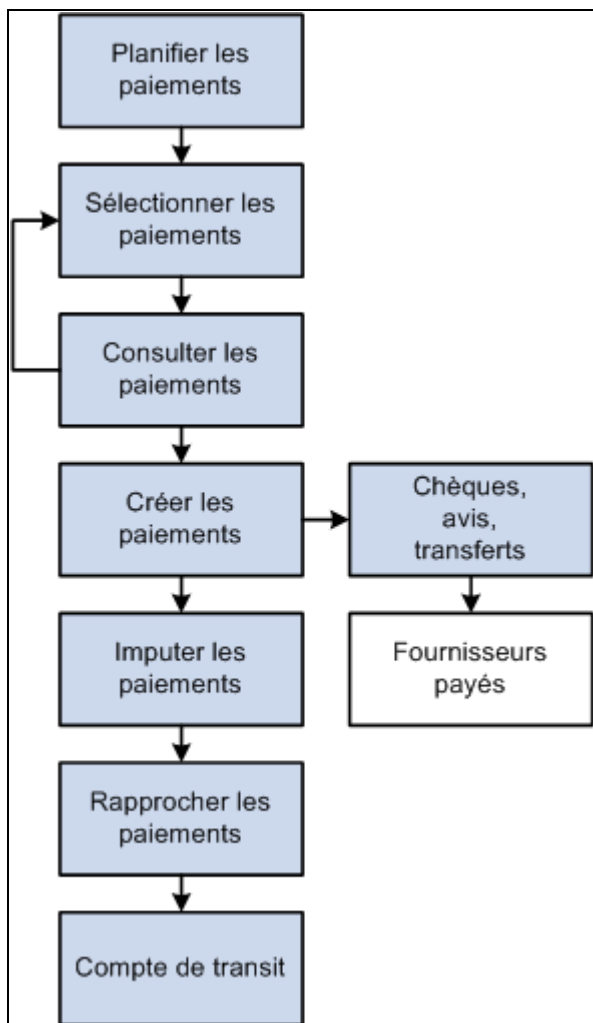 Planifier les
paiements
Sélectionner les
paiements
Consulter les
paiements
Créer les
paiements
Chèques,
avis,
transferts
Imputer les
paiements
Fournisseurs
payés
Rapprocher les
paiements
Compte de transit